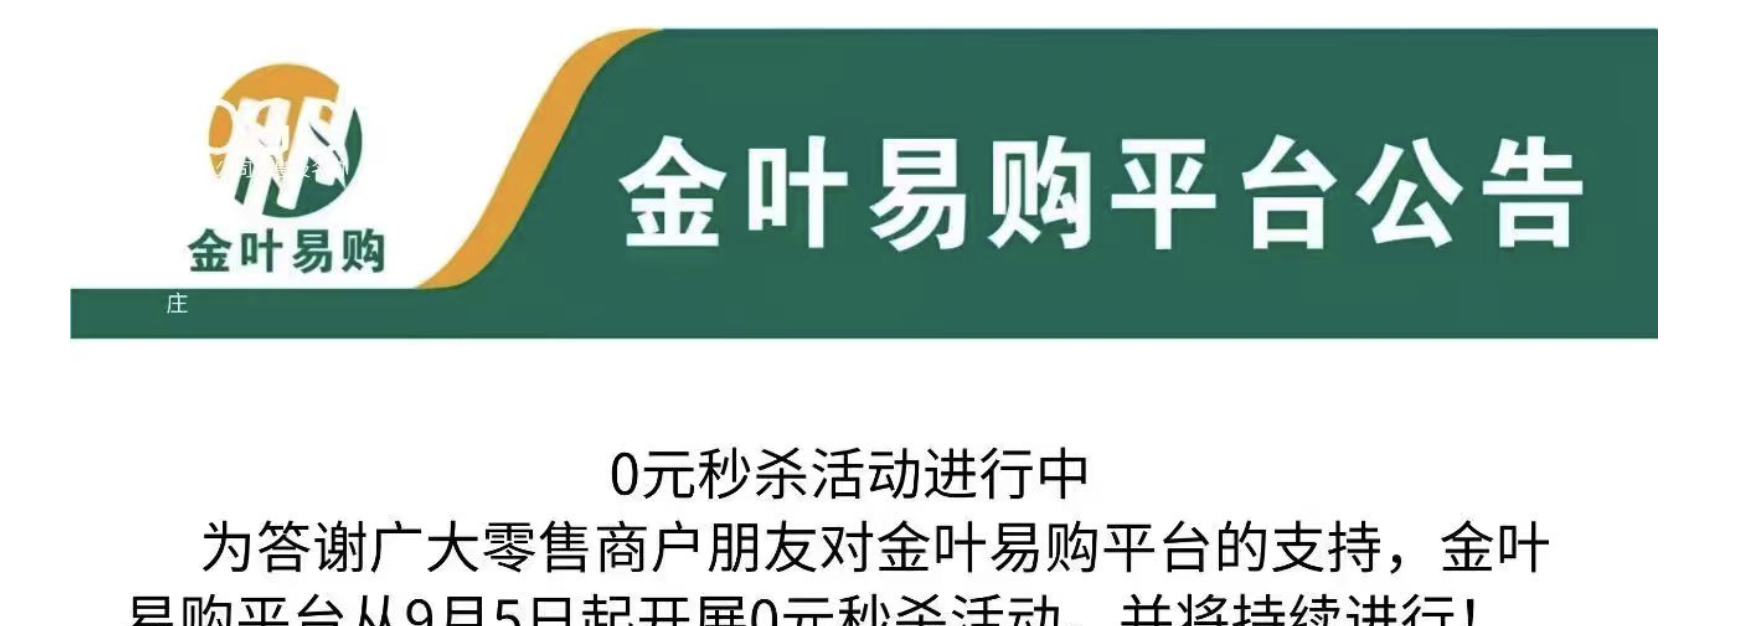 金叶易购平台公告
金叶易购
庄
0元秒杀活动进行中
为答谢广大零售商户朋友对金叶易购平台的支持，金叶
易购平台从9月5日起开展0元秒杀活动，并将持续进行！